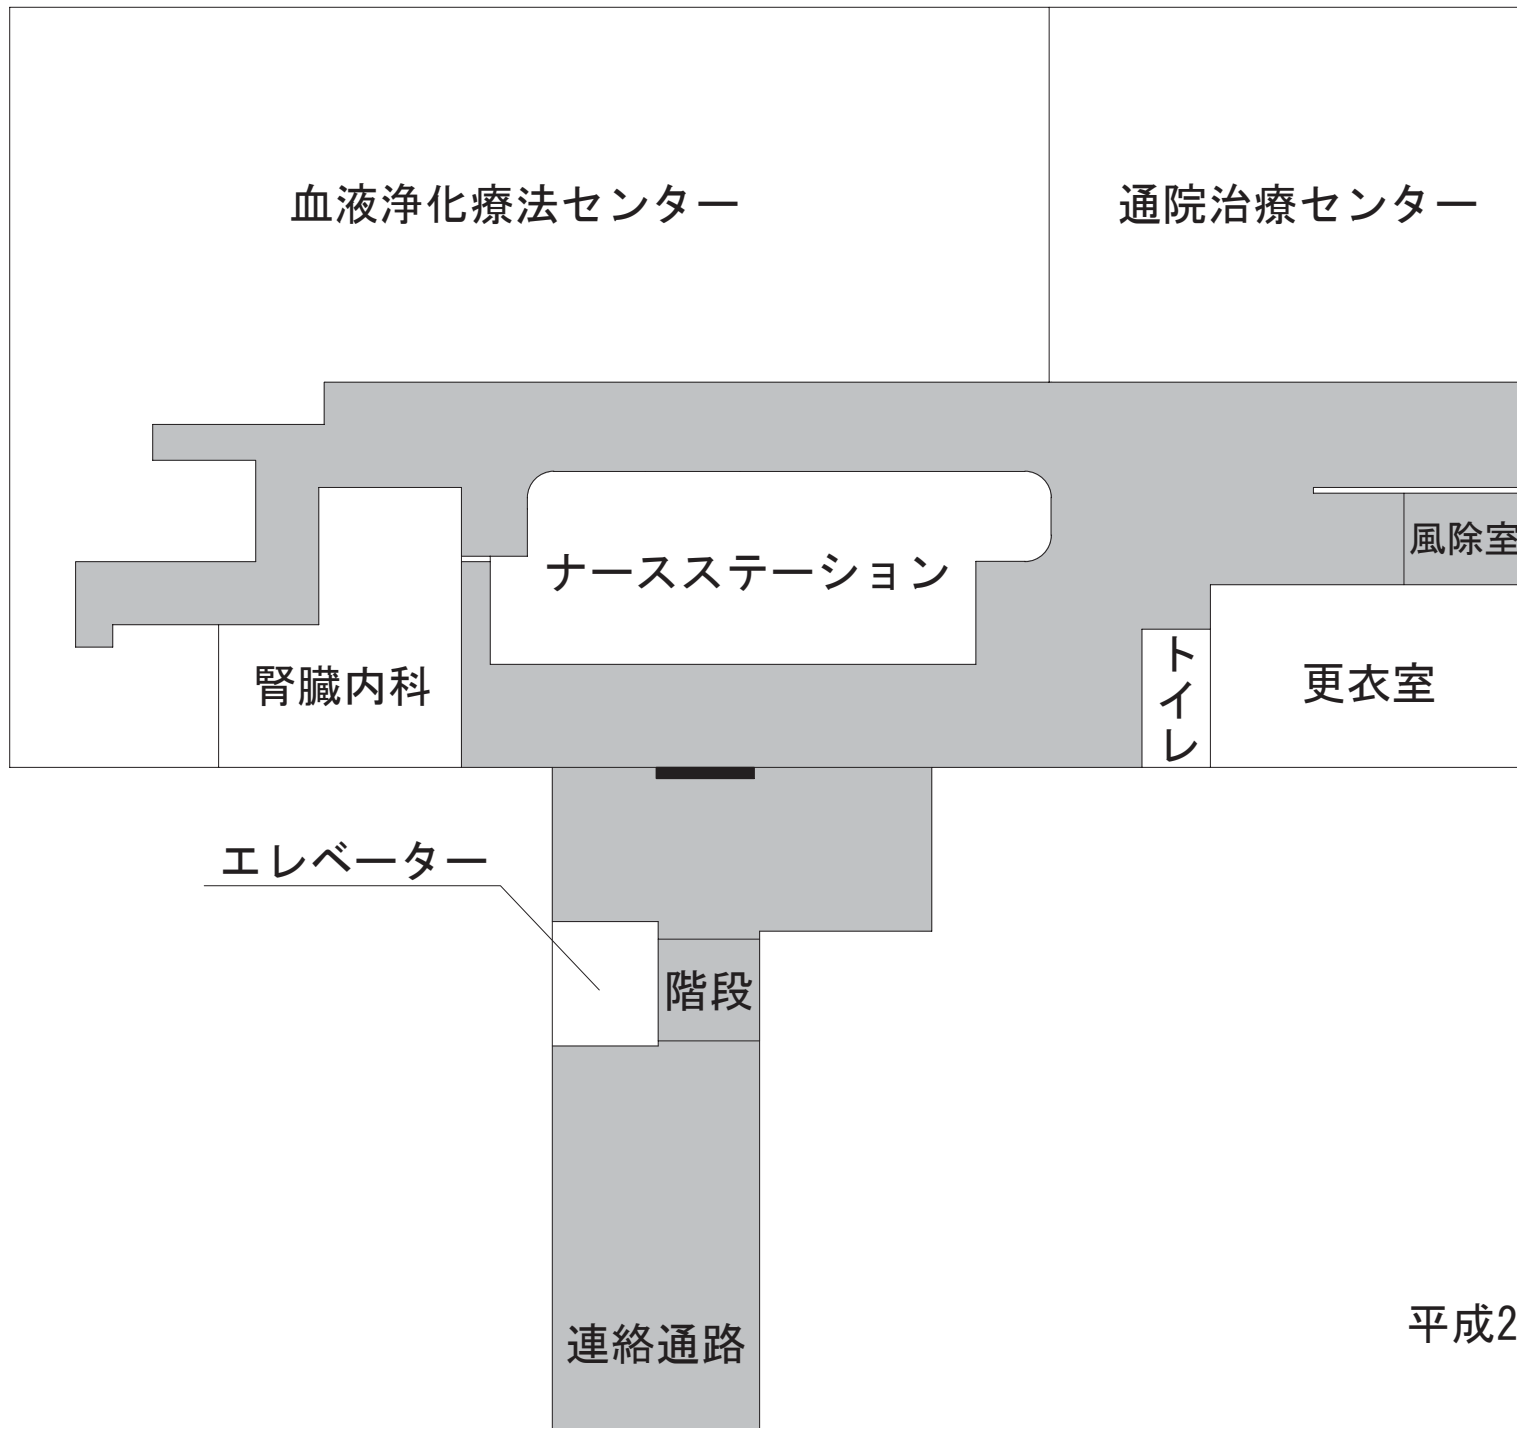 血液浄化療法センター
通院治療センター
風除室
ナースステーション
腎臓内科
トイレ
更衣室
エレベーター
階段
連絡通路
平成2